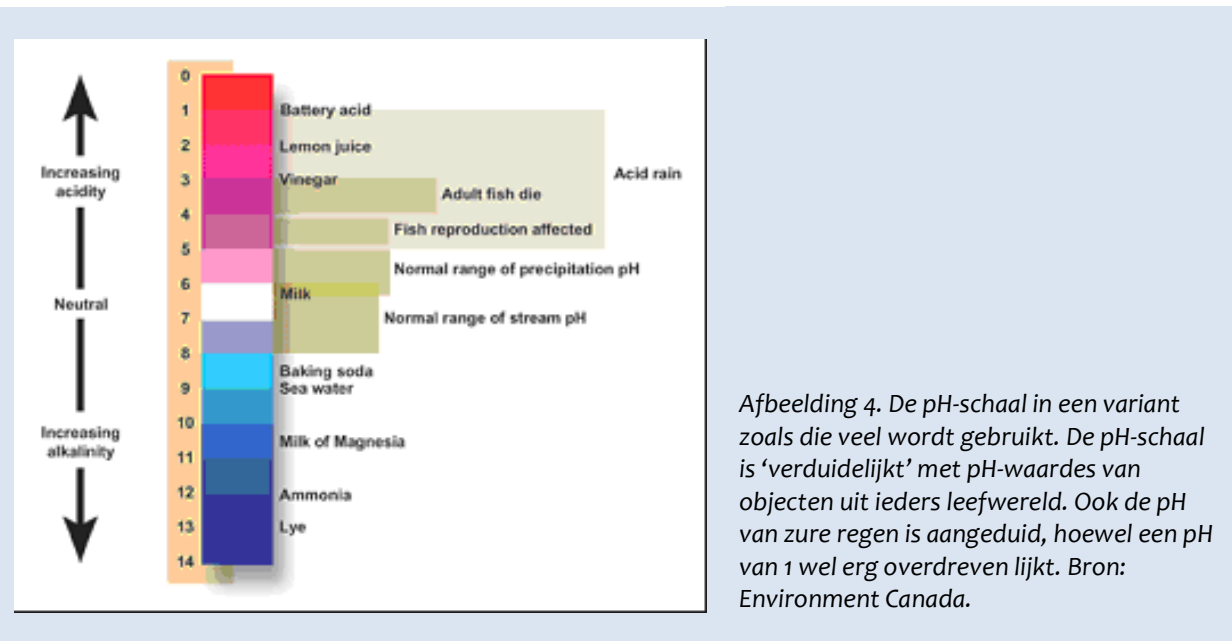 0
1
Battery acid
2
Lemon juice
Increasing
acidity
3
Vinegar
Acid rain
Adult fish die
4
Fish reproduction affected
5
Normal range of precipitation pH
6
Milk
Neutral
7
Normal range of stream pH
8
Baking soda
9
Sea water
10
Increasing
alkalinity
Milk of Magnesia
11
12
Ammonia
13
Lye
14
Afbeelding 4. De pH-schaal in een variant
zoals die veel wordt gebruikt. De pH-schaal
is ‘verduidelijkt’ met pH-waardes van
objecten uit ieders leefwereld. Ook de pH
van zure regen is aangeduid, hoewel een pH
van 1 wel erg overdreven lijkt. Bron:
Environment Canada.